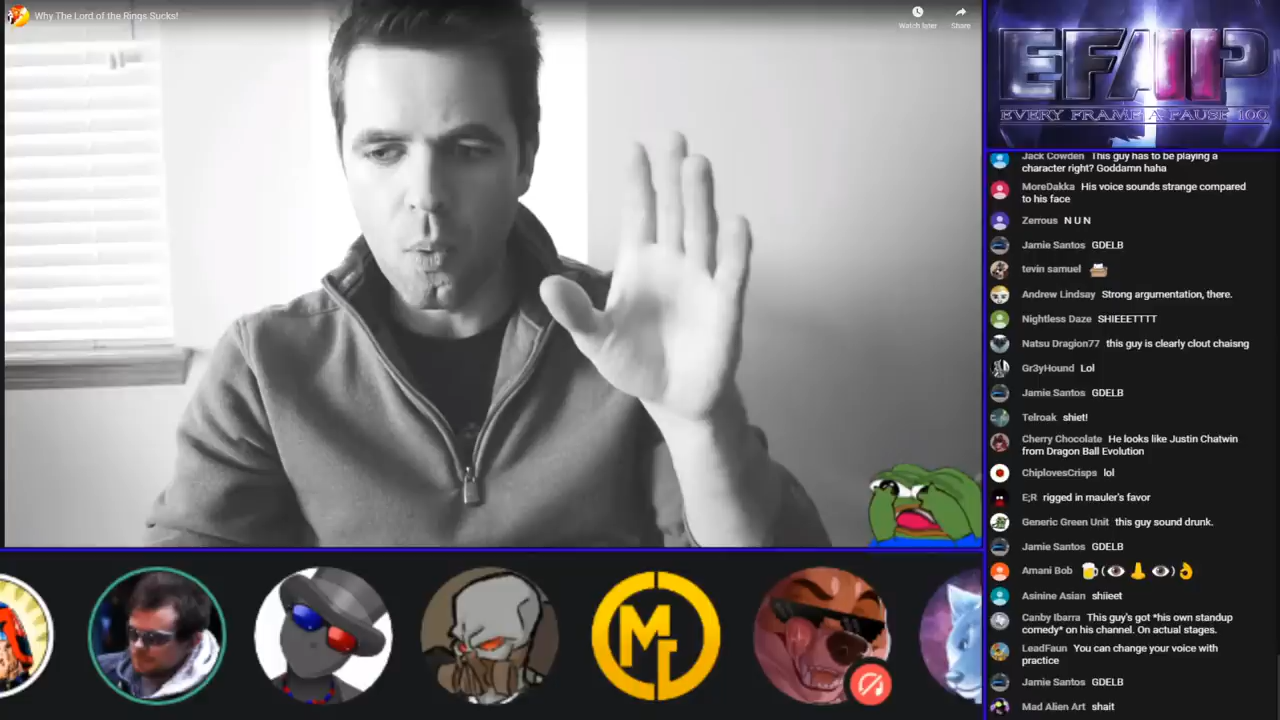 Why The Lord of the Rings Sucks!
Watch later
Share
EFAP
EVERY FRAME A PAUSE 100
Jack Cowden This guy has to be playing a
character right? Goddamn haha
MoreDakka His voice sounds strange compared
to his face
Zerrous N U N
Jamie Santos GDELB
tevin samuel
Andrew Lindsay Strong argumentation, there.
Nightless Daze SHIEEETTTT
Natsu Dragion77 this guy is clearly clout chaisng
Gr3yHound Lol
Jamie Santos GDELB
Telroak shiet!
Cherry Chocolate He looks like Justin Chatwin
from Dragon Ball Evolution
ChiplovesCrisps lol
E;R rigged in mauler's favor
Generic Green Unit this guy sound drunk.
Jamie Santos GDELB
Amani Bob 🍺(👁👃👁)👌
Asinine Asian shiieet
Canby Ibarra This guy's got *his own standup
comedy* on his channel. On actual stages.
LeadFaun You can change your voice with
practice
Jamie Santos GDELB
Mad Alien Art shait